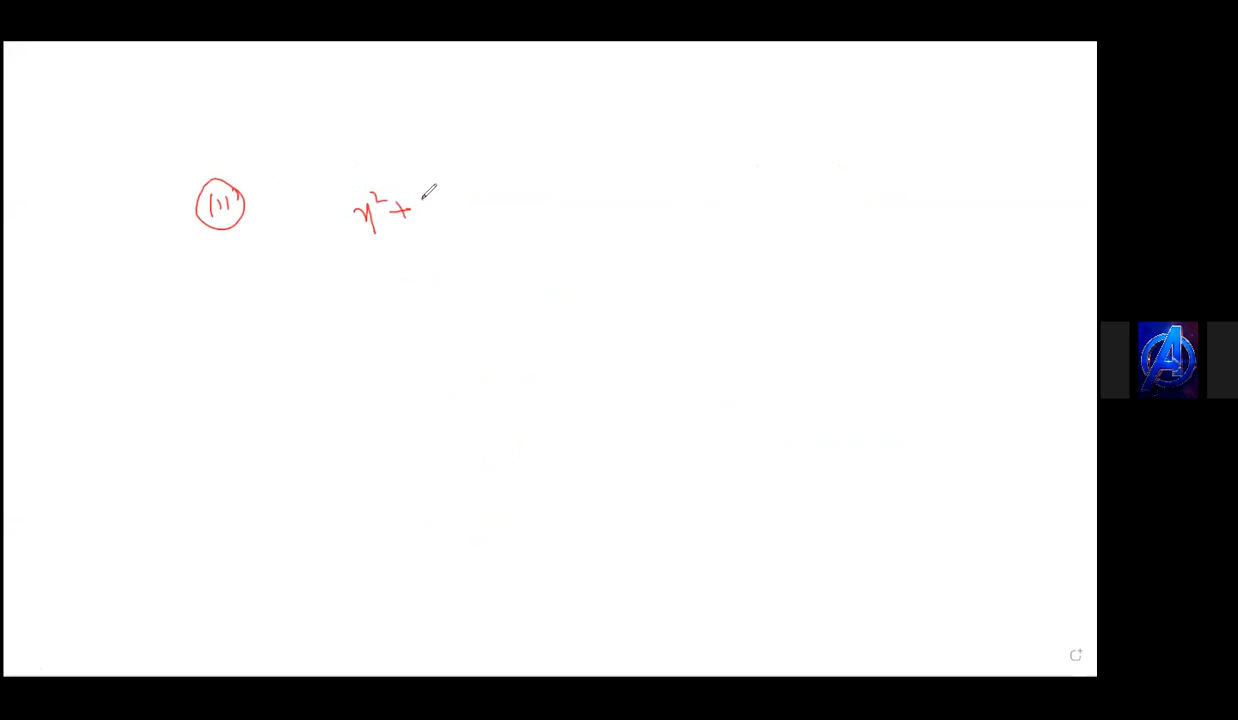 (iii) x² +